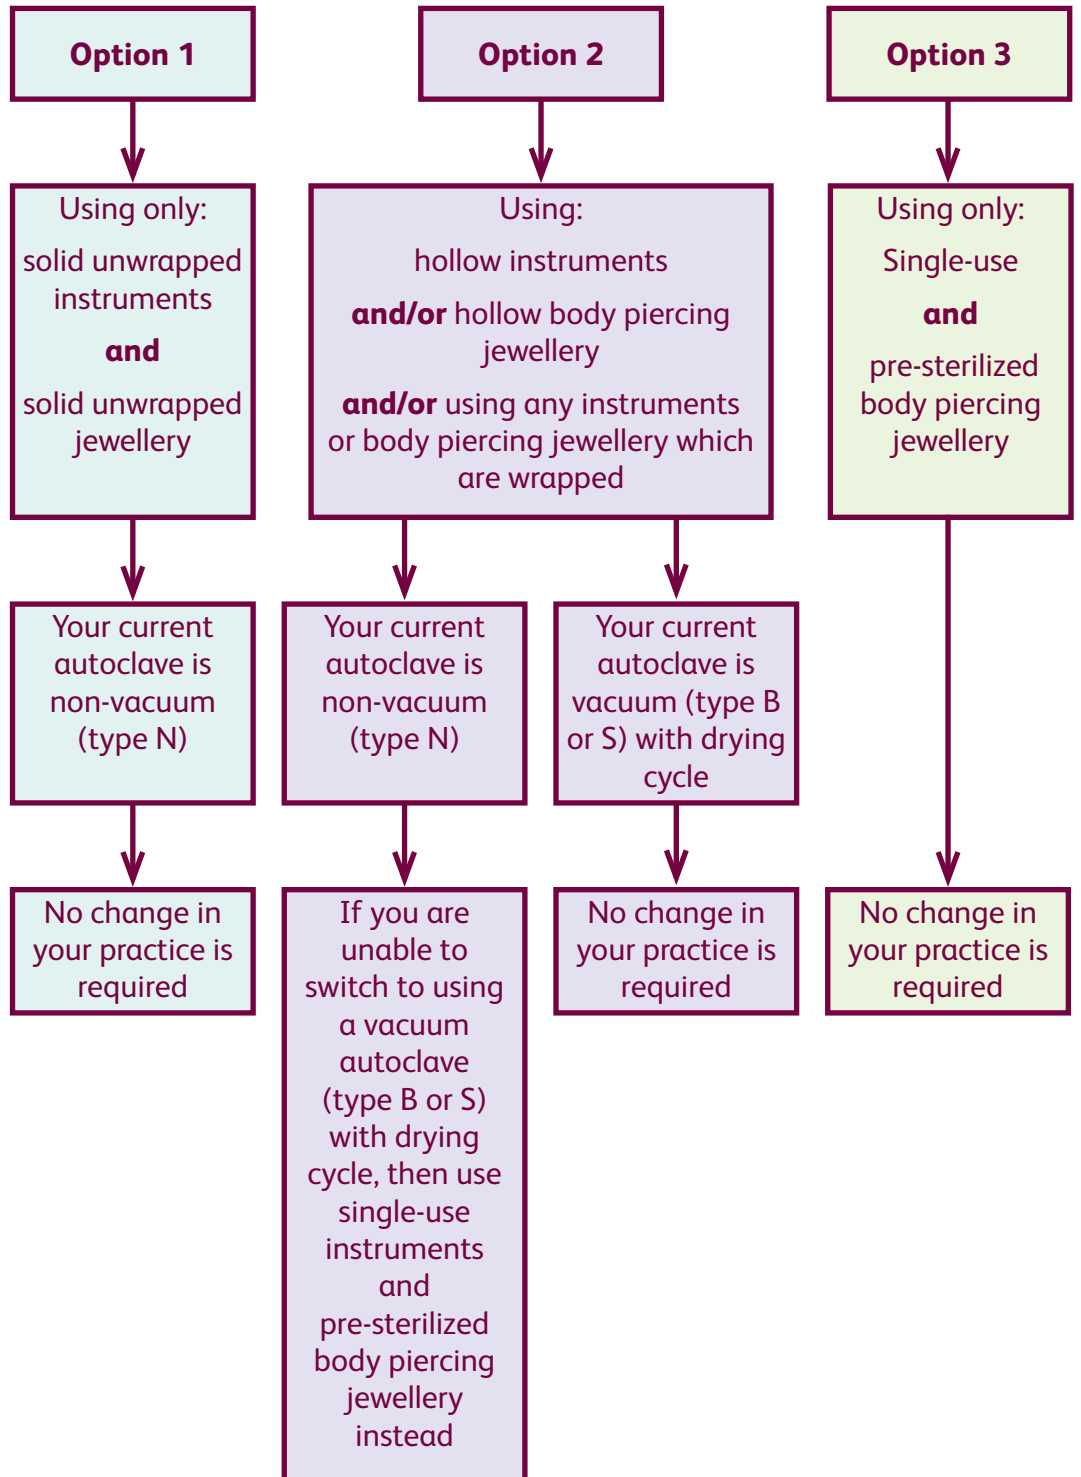 Option 1
Option 2
Option 3
Using only:
solid unwrapped
instruments
and
solid unwrapped
jewellery
Using:
hollow instruments
and/or hollow body piercing
jewellery
and/or using any instruments
or body piercing jewellery which
are wrapped
Using only:
Single-use
and
pre-sterilized
body piercing
jewellery
Your current
autoclave is
non-vacuum
(type N)
Your current
autoclave is
non-vacuum
(type N)
Your current
autoclave is
vacuum (type B
or S) with drying
cycle
No change in
your practice is
required
If you are
unable to
switch to using
a vacuum
autoclave
(type B or S)
with drying
cycle, then use
single-use
instruments
and
pre-sterilized
body piercing
jewellery
instead
No change in
your practice is
required
No change in
your practice is
required